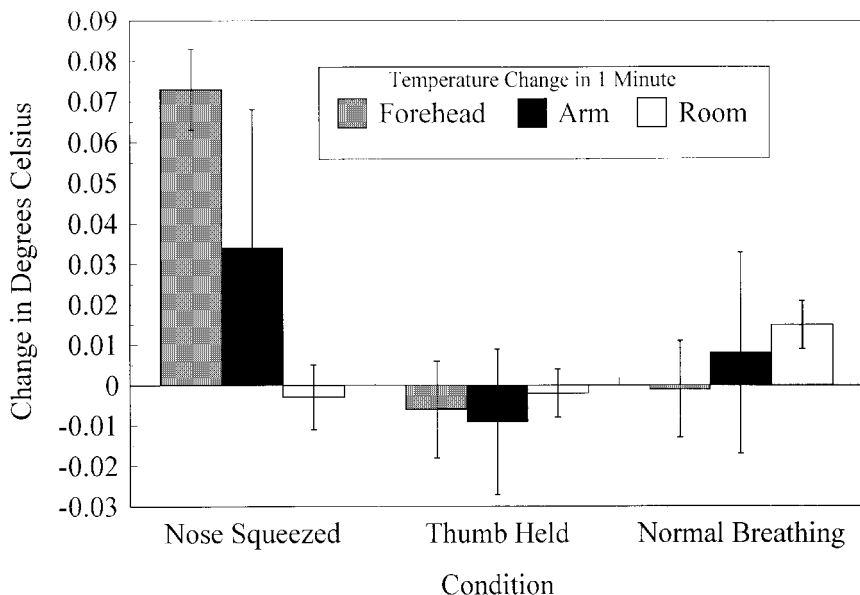 Change in Degrees Celsius
0.09
0.08
0.07
0.06
0.05
0.04
0.03
0.02
0.01
0
-0.01
-0.02
-0.03
Temperature Change in 1 Minute
Forehead Arm Room
Nose Squeezed Thumb Held Normal Breathing
Condition